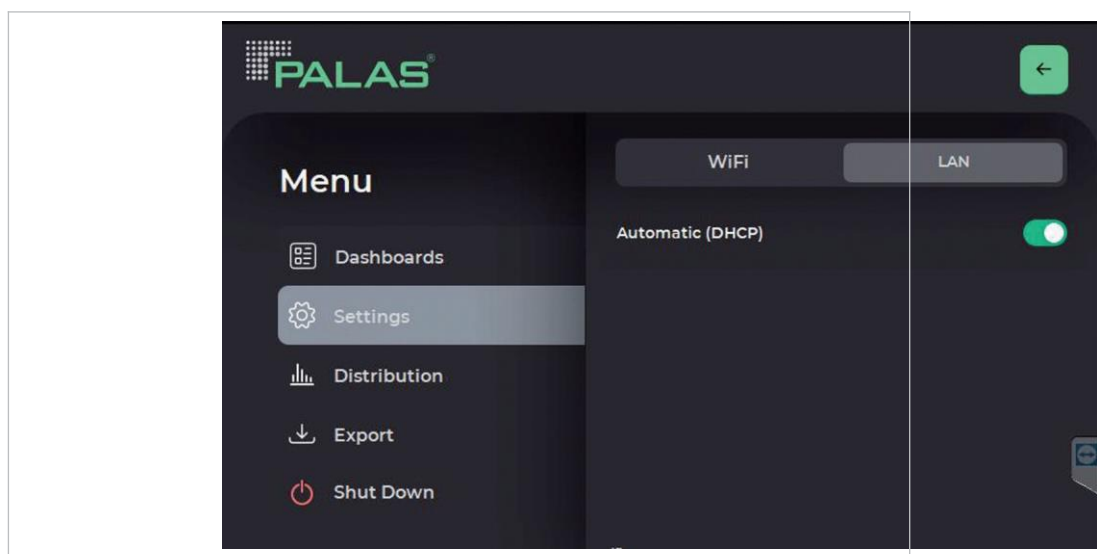 PALAS®
Menu
Dashboards
Settings
Distribution
Export
Shut Down
WiFi
LAN
Automatic (DHCP)